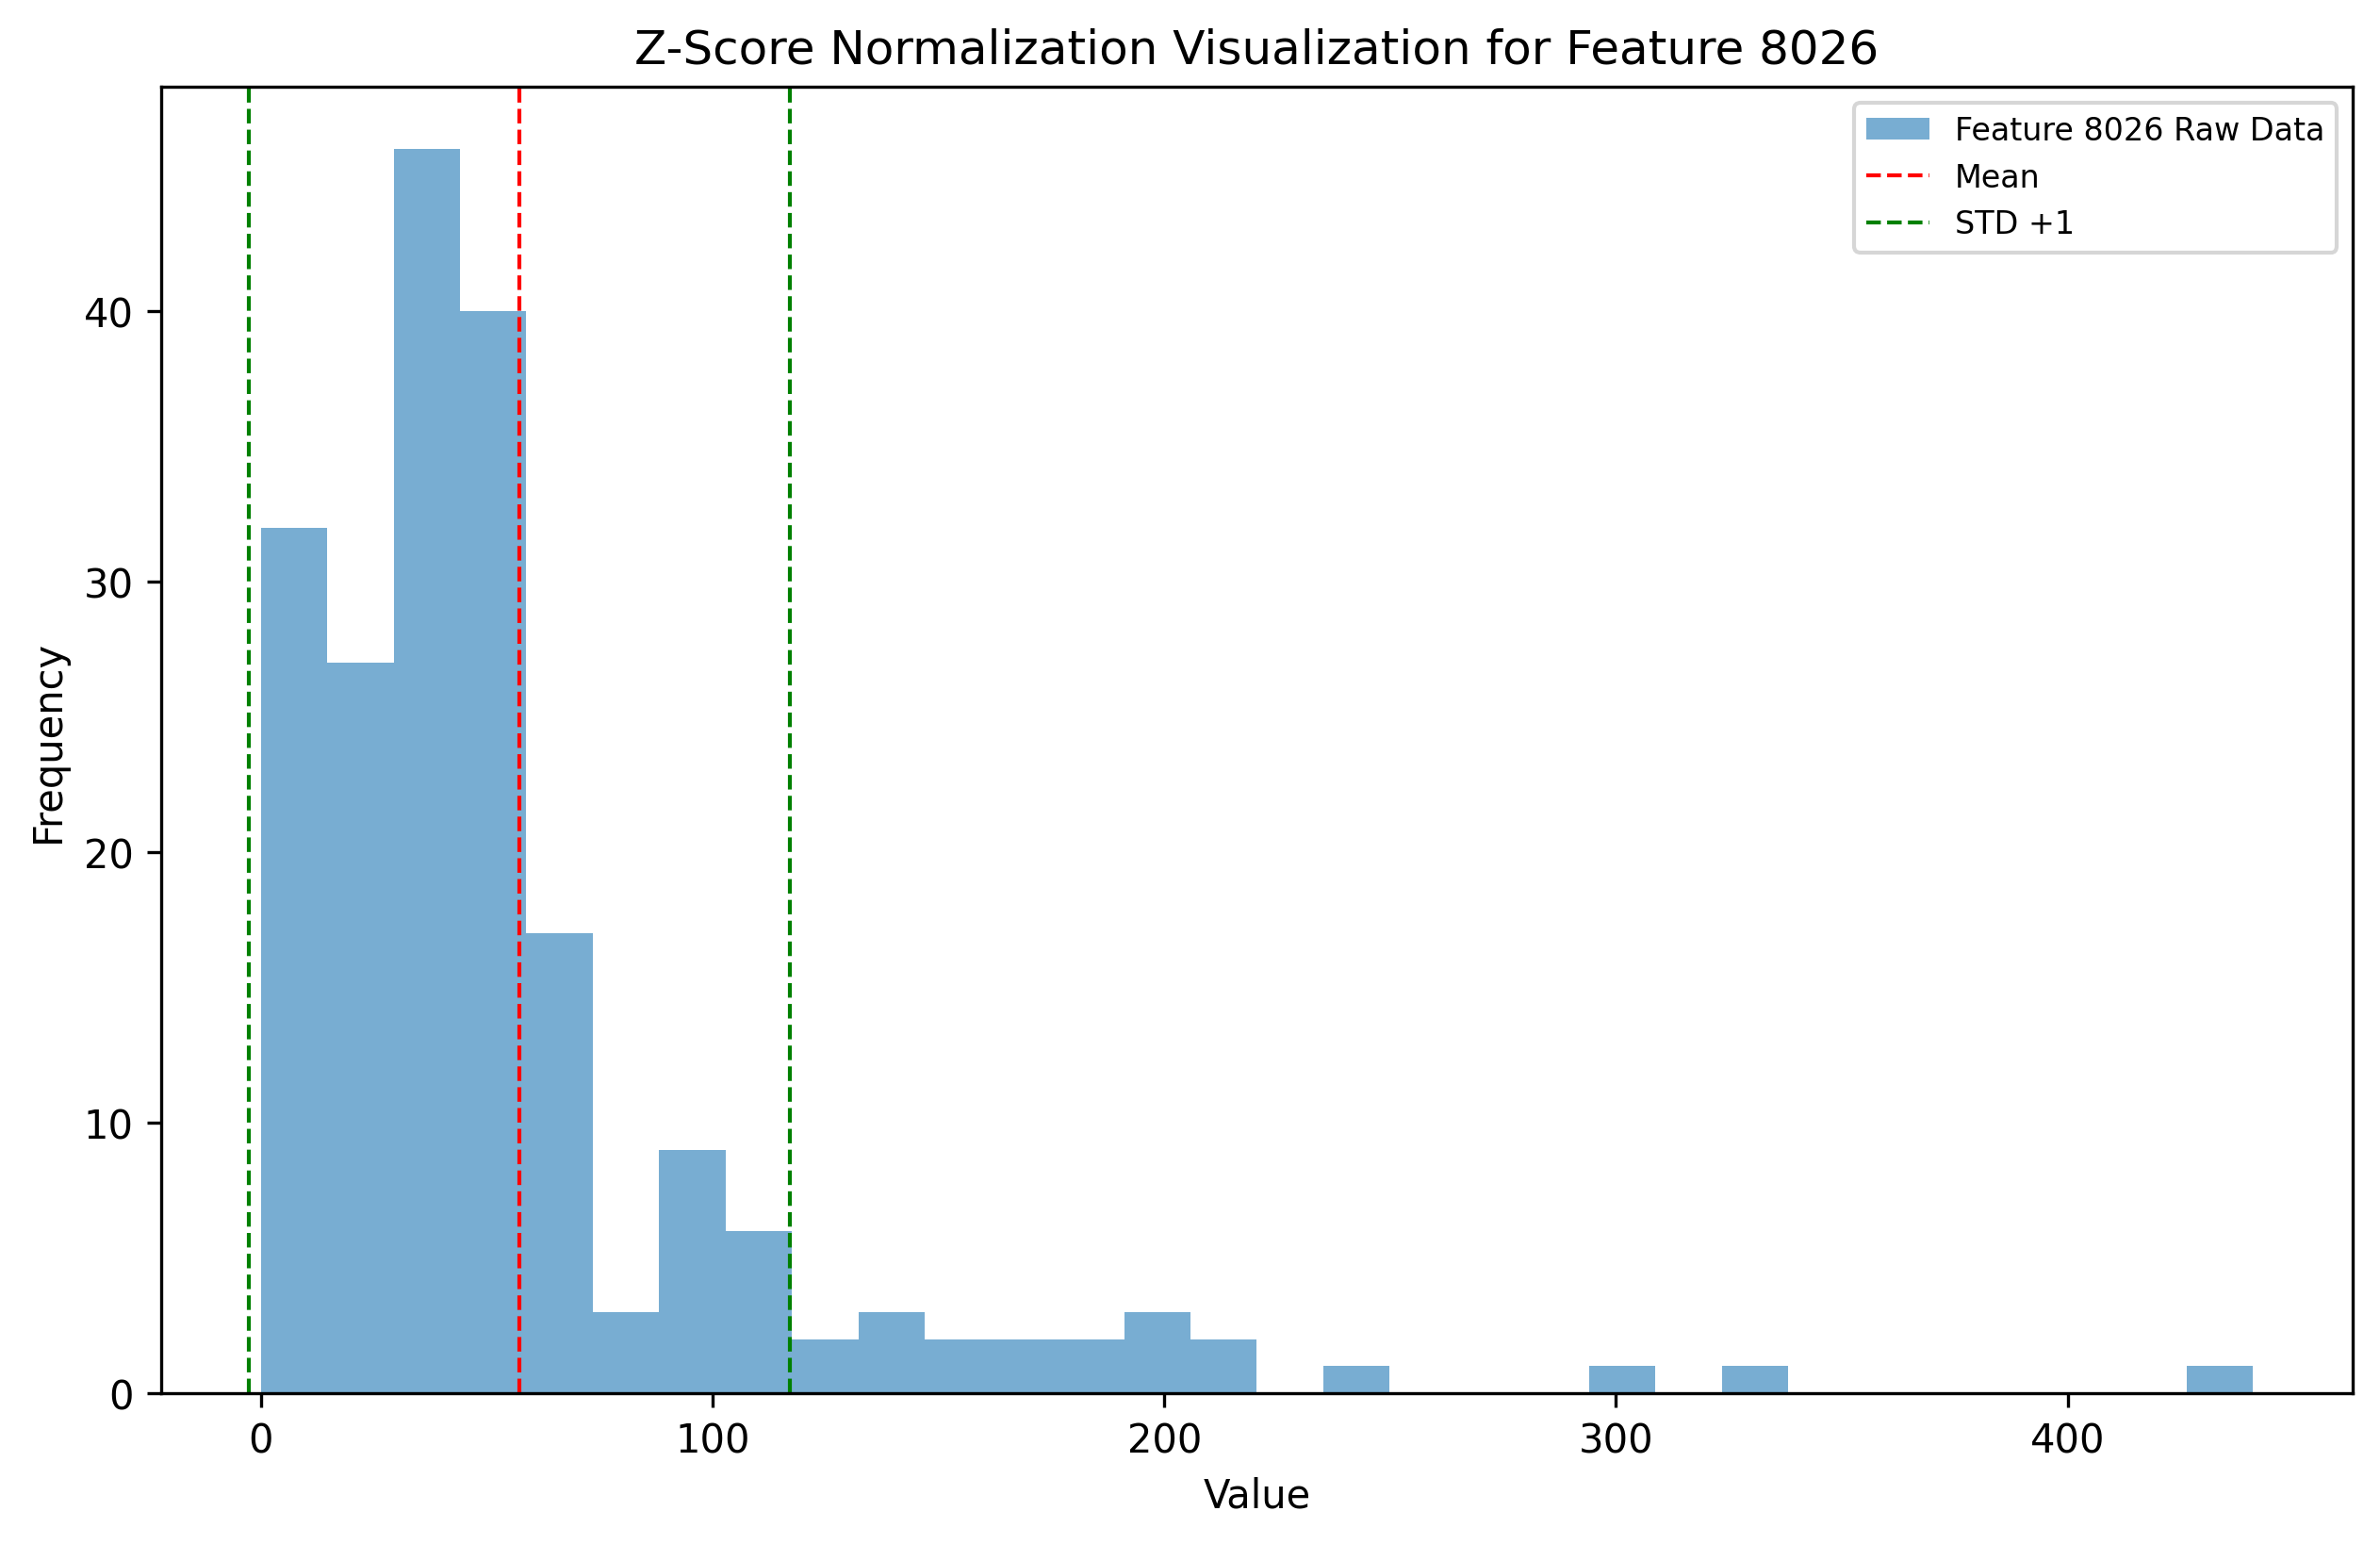 Z-Score Normalization Visualization for Feature 8026
Feature 8026 Raw Data
Mean
STD +1
40
30
20
10
0
Frequency
0 100 200 300 400
Value